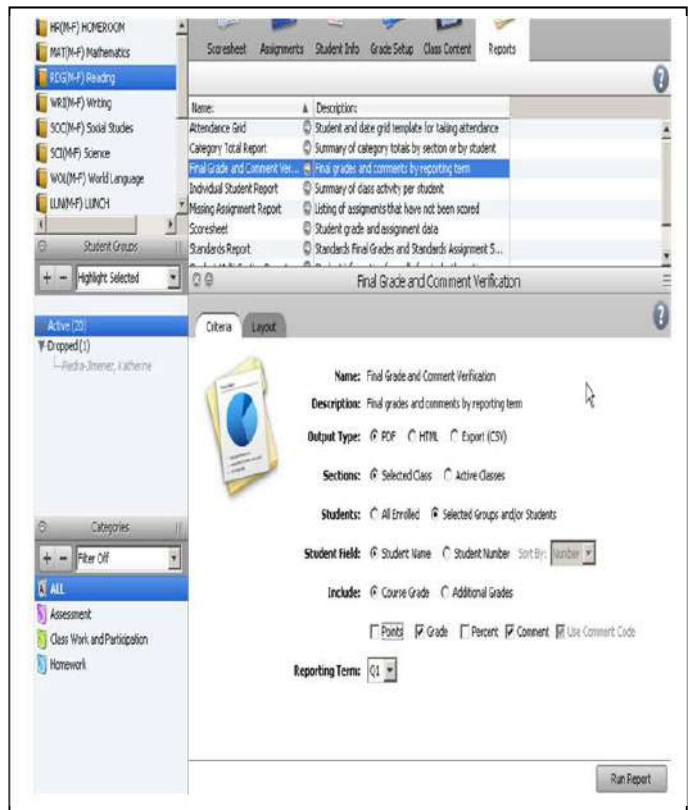 HR(M-F) HOMEROOM
MAT(M-F) Mathematics
RDG(M-F) Reading
WRI(M-F) Writing
SOC(M-F) Social Studies
SCI(M-F) Science
WOL(M-F) World Language
LUN(M-F) LUNCH
Student Groups
Highlight Selected
Active (20)
Dropped (1)
Categories
Filter Off
ALL
Assessment
Class Work and Participation
Homework
Scoresheet Assignments Student Info Grade Setup Class Content Reports
Name: Description:
Attendance Grid Student and date grid template for taking attendance
Category Total Report Summary of category totals by section or by student
Final Grade and Comment Ver... Final grades and comments by reporting term
Individual Student Report Summary of class activity per student
Missing Assignment Report Listing of assigments that have not been scored
Scoresheet Student grade and assignment data
Standards Report Standards Final Grades and Standards Assignment S...
Final Grade and Comment Verification
Criteria Layout
Name: Final Grade and Comment Verification
Description: Final grades and comments by reporting term
Output Type: PDF HTML Export (CSV)
Sections: Selected Class Active Classes
Students: All Enrolled Selected Groups and/or Students
Student Field: Student Name Student Number Sort By: Number
Include: Course Grade Additional Grades
Points Grade Percent Comment Use Comment Code
Reporting Term: Q1
Run Report